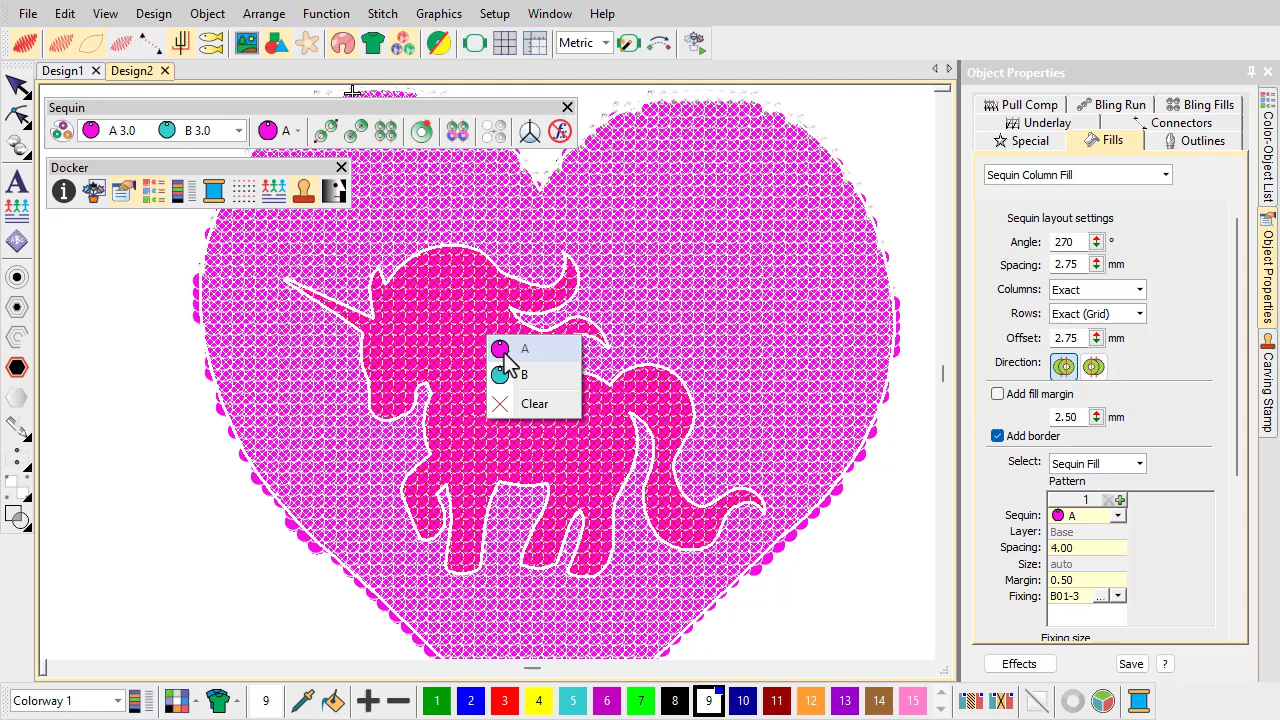 File Edit View Design Object Arrange Function Stitch Graphics Setup Window Help
Metric
Design1 Design2
Sequin
A 3.0 B 3.0 A
Docker
A
B
Clear
Object Properties
Pull Comp Bling Run Bling Fills
Underlay Connectors
Special Fills Outlines
Sequin Column Fill
Sequin layout settings
Angle: 270 °
Spacing: 2.75 mm
Columns: Exact
Rows: Exact (Grid)
Offset: 2.75 mm
Direction:
Add fill margin
2.50 mm
Add border
Select: Sequin Fill
Pattern
1
Sequin: A
Layer: Base
Spacing: 4.00
Size: auto
Margin: 0.50
Fixing: B01-3 ...
Fixing size
Effects Save ?
Color-Object List
Object Properties
Carving Stamp
Colorway 1 9 1 2 3 4 5 6 7 8 9 10 11 12 13 14 15